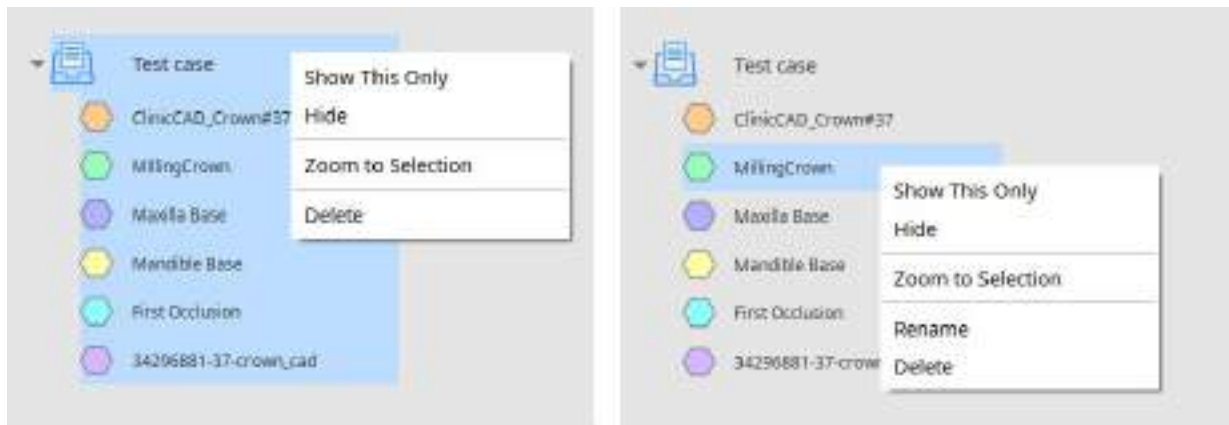 Test case
ClinicCAD_Crown#37
MillingCrown
Maxilla Base
Mandible Base
First Occlusion
34296881-37-crown_cad
Show This Only
Hide
Zoom to Selection
Delete
Test case
ClinicCAD_Crown#37
MillingCrown
Maxilla Base
Mandible Base
First Occlusion
34296881-37-crow
Show This Only
Hide
Zoom to Selection
Rename
Delete